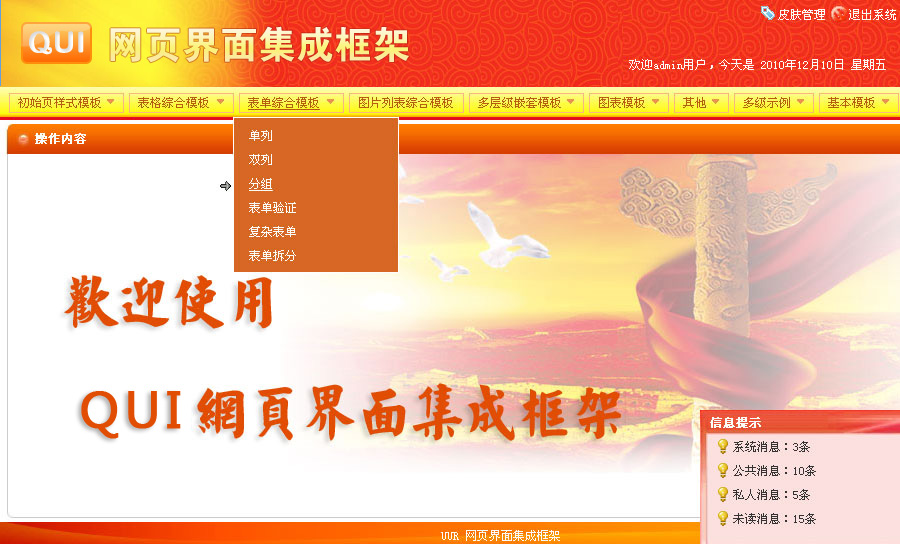 皮肤管理 退出系统
QUI 网页界面集成框架
欢迎admin用户，今天是 2010年12月10日 星期五
初始页样式模板 表格综合模板 表单综合模板 图片列表综合模板 多层级嵌套模板 图表模板 其他 多级示例 基本模板
操作内容
单列
双列
分组
表单验证
复杂表单
表单拆分
歡迎使用
QUI 網頁界面集成框架
信息提示
系统消息：3条
公共消息：10条
私人消息：5条
未读消息：15条
UUR 网页界面集成框架